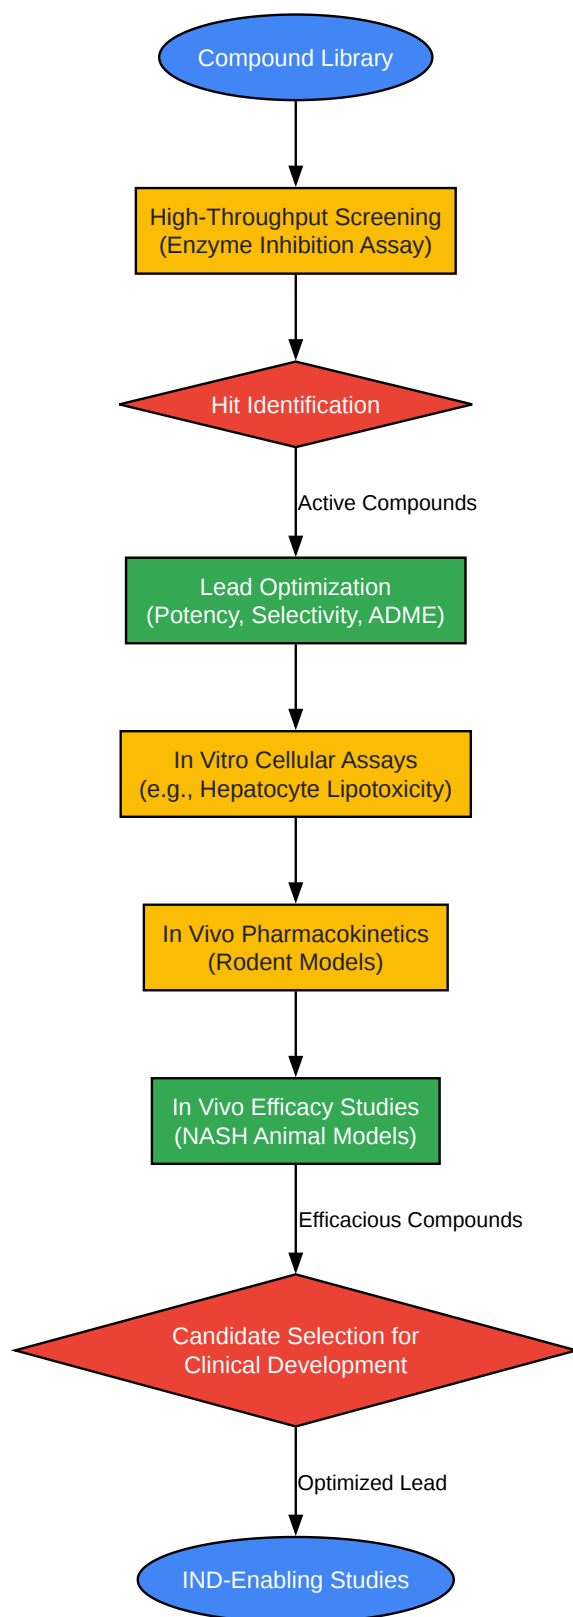 Compound Library
High-Throughput Screening
(Enzyme Inhibition Assay)
Hit Identification
Active Compounds
Lead Optimization
(Potency, Selectivity, ADME)
In Vitro Cellular Assays
(e.g., Hepatocyte Lipotoxicity)
In Vivo Pharmacokinetics
(Rodent Models)
In Vivo Efficacy Studies
(NASH Animal Models)
Efficacious Compounds
Candidate Selection for
Clinical Development
Optimized Lead
IND-Enabling Studies